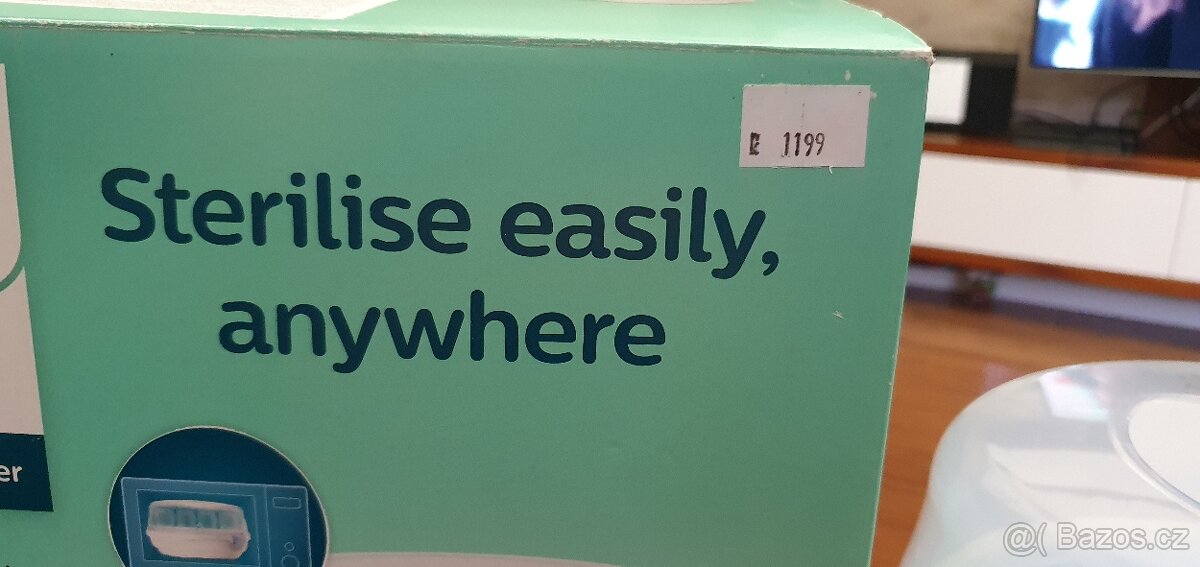 1199
Sterilise easily,
anywhere
er
@( Bazos.cz